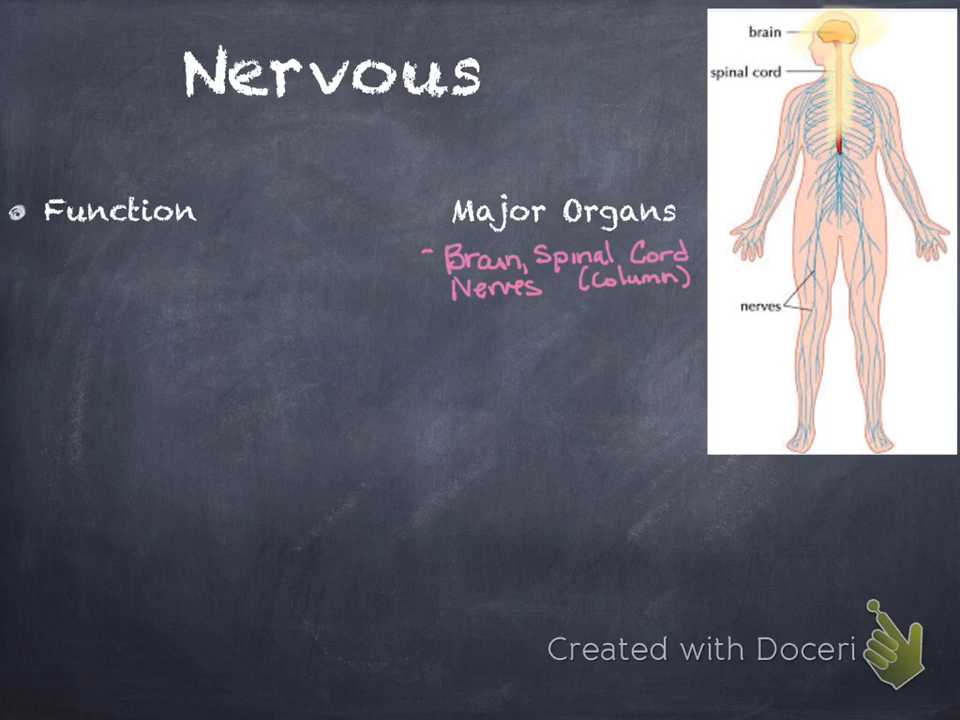 Nervous
Function
Major Organs
- Brain, Spinal Cord
Nerves (Column)
brain
spinal cord
nerves
Created with Doceri